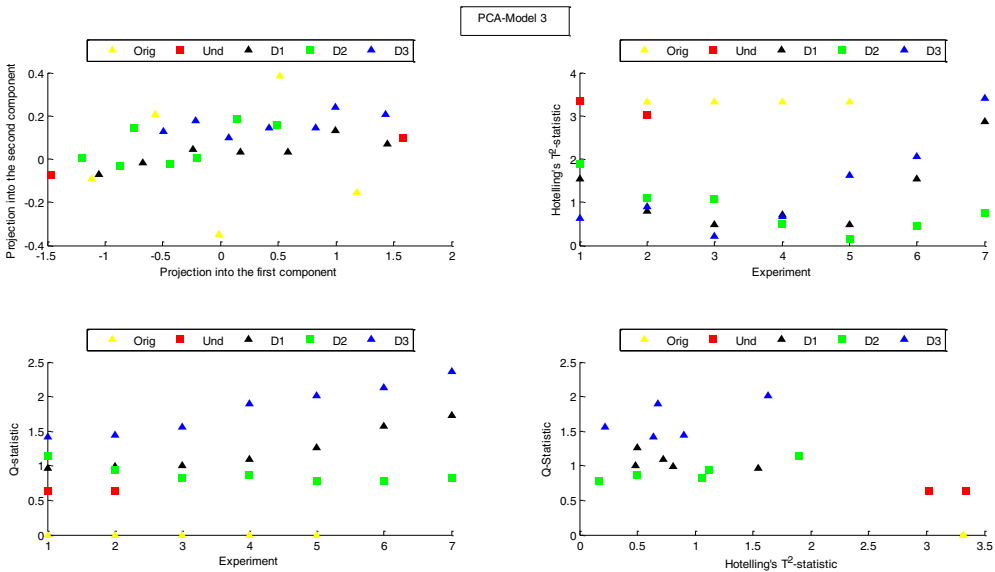 PCA-Model 3
Orig Und D1 D2 D3
Projection into the second component
0.4
0.2
0
-0.2
-0.4
-1.5 -1 -0.5 0 0.5 1 1.5 2
Projection into the first component
Orig Und D1 D2 D3
Hotelling's T²-statistic
4
3
2
1
0
1 2 3 4 5 6 7
Experiment
Orig Und D1 D2 D3
Q-statistic
2.5
2
1.5
1
0.5
0
1 2 3 4 5 6 7
Experiment
Orig Und D1 D2 D3
Q-Statistic
2.5
2
1.5
1
0.5
0
0 0.5 1 1.5 2 2.5 3 3.5
Hotelling's T²-statistic